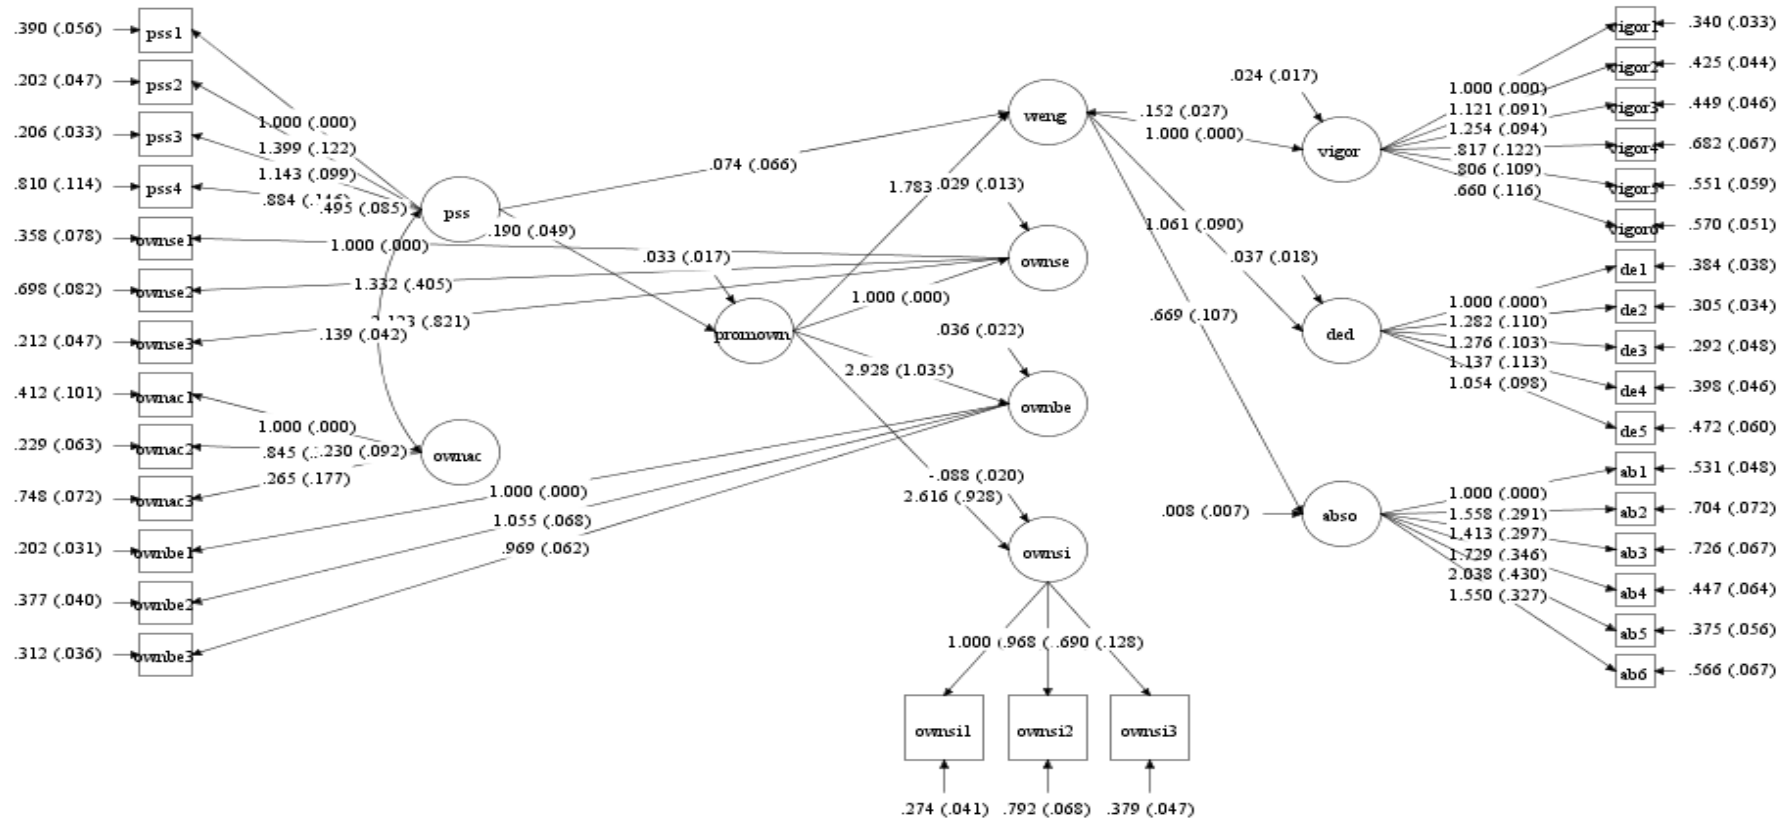 .390 (.056)
pss1
.202 (.047)
pss2
.206 (.033)
pss3
.810 (.114)
pss4
.358 (.078)
ownse1
.698 (.082)
ownse2
.212 (.047)
ownse3
.412 (.101)
ownac1
.229 (.063)
ownac2
.748 (.072)
ownac3
.202 (.031)
ownbe1
.377 (.040)
ownbe2
.312 (.036)
ownbe3
1.000 (.000)
1.399 (.122)
1.143 (.099)
.884
.495 (.085)
pss
1.000 (.000)
1.332 (.405)
(.821)
.139 (.042)
1.000 (.000)
.845
.230 (.092)
.265 (.177)
ownac
1.000 (.000)
1.055 (.068)
.969 (.062)
.074 (.066)
.190 (.049)
.033 (.017)
promown
1.783
.029 (.013)
1.000 (.000)
2.928 (1.035)
.036 (.022)
.088 (.020)
2.616 (.928)
weng
ownse
ownbe
ownsi
1.000
.968
.690 (.128)
ownsi1
ownsi2
ownsi3
.274 (.041)
.792 (.068)
.379 (.047)
.152 (.027)
1.000 (.000)
.024 (.017)
1.061 (.090)
.037 (.018)
.669 (.107)
.008 (.007)
vigor
ded
abso
1.000 (.000)
1.121 (.091)
1.254 (.094)
.817 (.122)
.806 (.109)
.660 (.116)
1.000 (.000)
1.282 (.110)
1.276 (.103)
1.137 (.113)
1.054 (.098)
1.000 (.000)
1.558 (.291)
1.413 (.297)
1.729 (.346)
2.038 (.430)
1.550 (.327)
vigor1
.340 (.033)
vigor2
.425 (.044)
vigor3
.449 (.046)
vigor4
.682 (.067)
vigor5
.551 (.059)
vigor6
.570 (.051)
de1
.384 (.038)
de2
.305 (.034)
de3
.292 (.048)
de4
.398 (.046)
de5
.472 (.060)
ab1
.531 (.048)
ab2
.704 (.072)
ab3
.726 (.067)
ab4
.447 (.064)
ab5
.375 (.056)
ab6
.566 (.067)